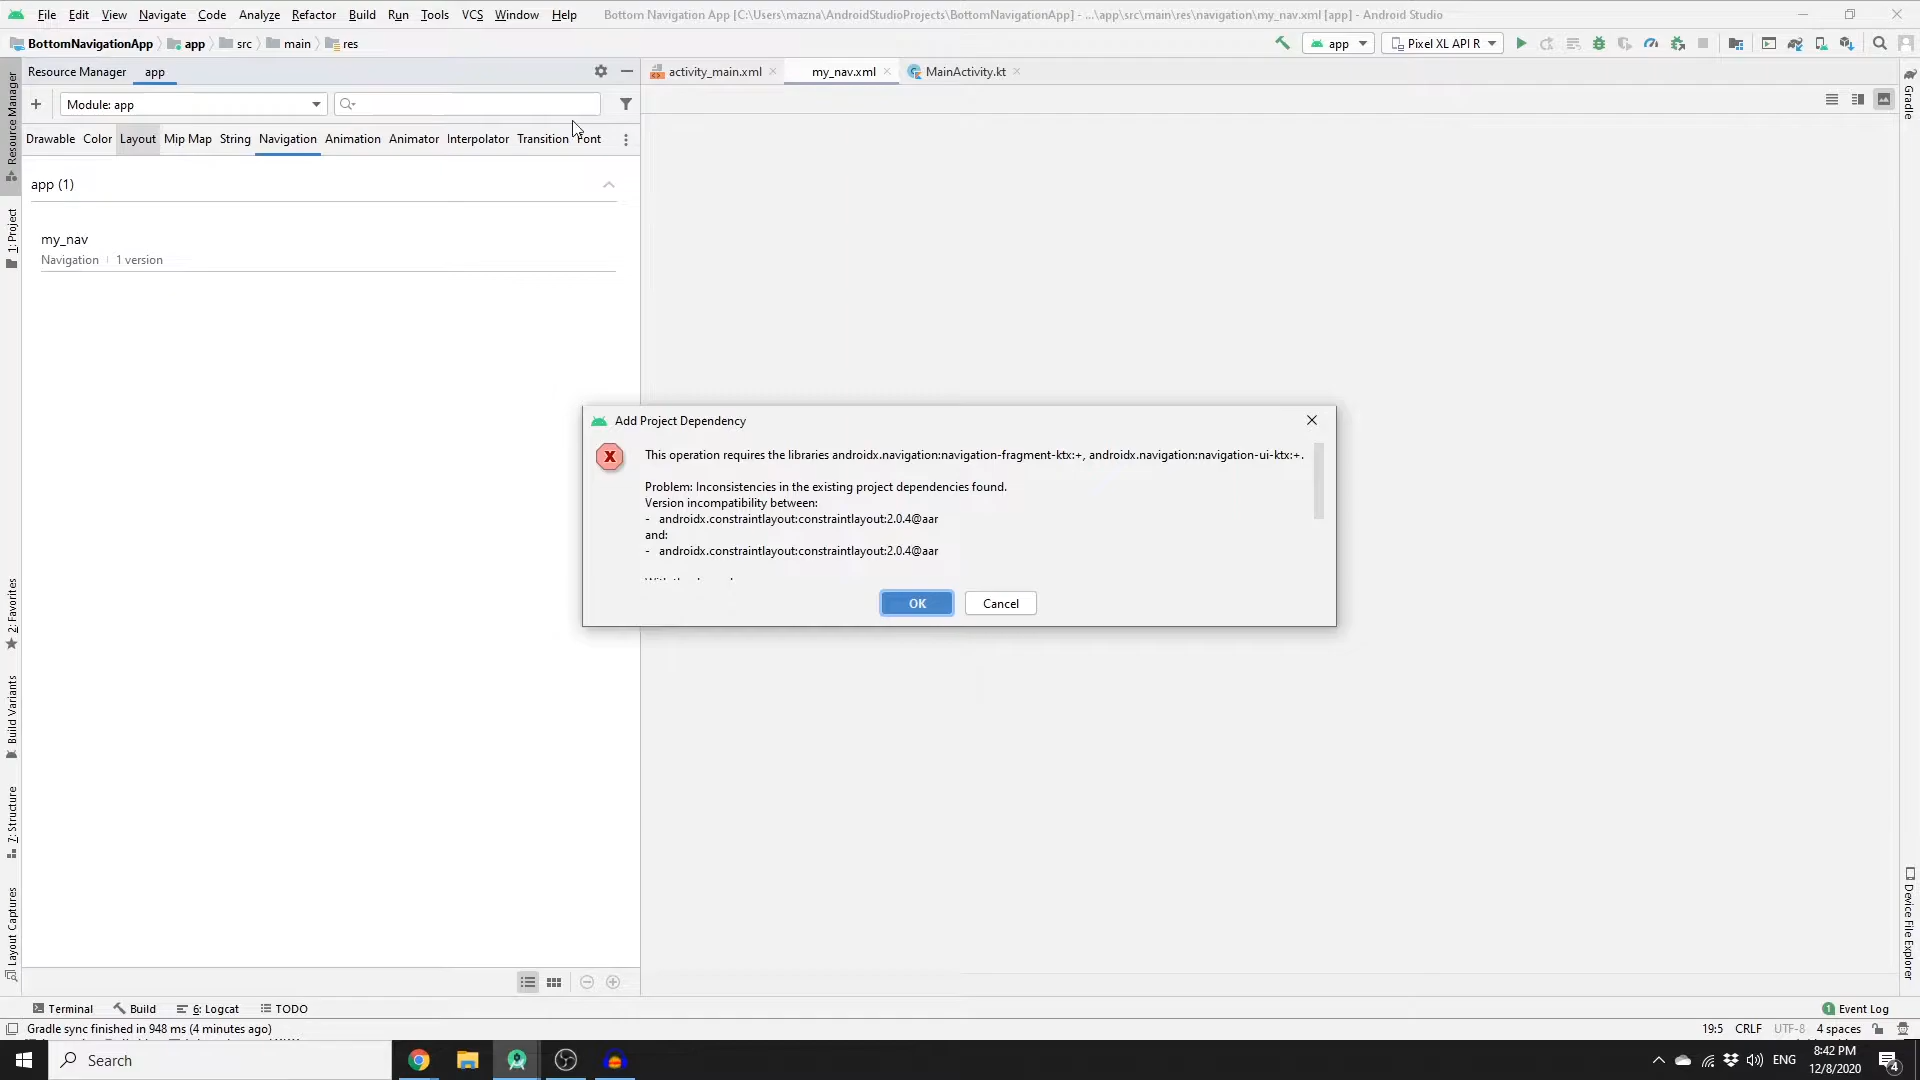 File Edit View Navigate Code Analyze Refactor Build Run Tools VCS Window Help Bottom Navigation App [C:\Users\mazna\AndroidStudioProjects\BottomNavigationApp] - ...\app\src\main\res\navigation\my_nav.xml [app] - Android Studio
BottomNavigationApp app src main res app Pixel XL API R
Resource Manager app activity_main.xml my_nav.xml MainActivity.kt
Module: app
Drawable Color Layout Mip Map String Navigation Animation Animator Interpolator Transition Font
app (1)
my_nav
Navigation 1 version
Add Project Dependency
This operation requires the libraries androidx.navigation:navigation-fragment-ktx:+, androidx.navigation:navigation-ui-ktx:+.
Problem: Inconsistencies in the existing project dependencies found.
Version incompatibility between:
- androidx.constraintlayout:constraintlayout:2.0.4@aar
and:
- androidx.constraintlayout:constraintlayout:2.0.4@aar
OK Cancel
Resource Manager
1: Project
2: Favorites
Build Variants
7: Structure
Layout Captures
Gradle
Device File Explorer
Terminal Build 6: Logcat TODO 1 Event Log
Gradle sync finished in 948 ms (4 minutes ago) 19:5 CRLF UTF-8 4 spaces
Search ENG 8:42 PM
12/8/2020 4